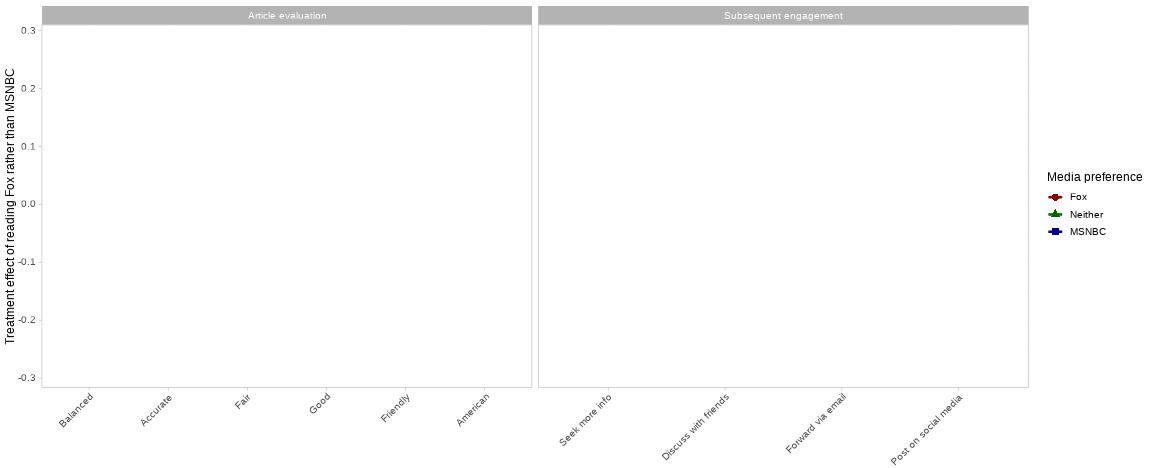 Article evaluation
Subsequent engagement
Treatment effect of reading Fox rather than MSNBC
0.3
0.2
0.1
0.0
-0.1
-0.2
-0.3
Balanced
Accurate
Fair
Good
Friendly
American
Seek more info
Discuss with friends
Forward via email
Post on social media
Media preference
Fox
Neither
MSNBC